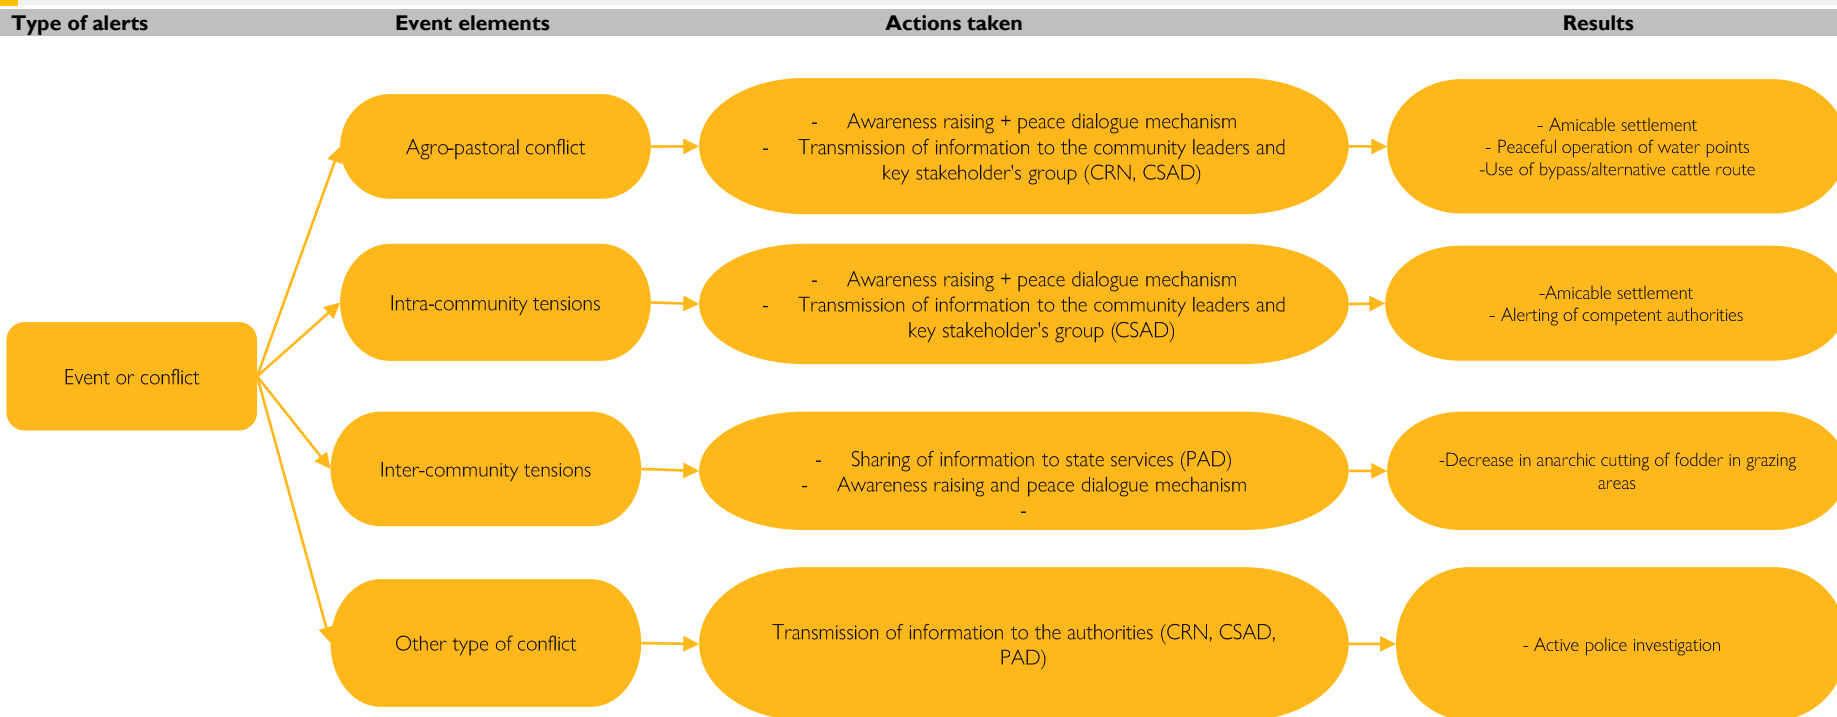 Type of alerts
Event elements
Actions taken
Results
Event or conflict
Agro-pastoral conflict
- Awareness raising + peace dialogue mechanism
- Transmission of information to the community leaders and
key stakeholder's group (CRN, CSAD)
- Amicable settlement
- Peaceful operation of water points
-Use of bypass/alternative cattle route
Intra-community tensions
- Awareness raising + peace dialogue mechanism
- Transmission of information to the community leaders and
key stakeholder's group (CSAD)
-Amicable settlement
- Alerting of competent authorities
Inter-community tensions
- Sharing of information to state services (PAD)
- Awareness raising and peace dialogue mechanism
-
-Decrease in anarchic cutting of fodder in grazing
areas
Other type of conflict
Transmission of information to the authorities (CRN, CSAD,
PAD)
- Active police investigation